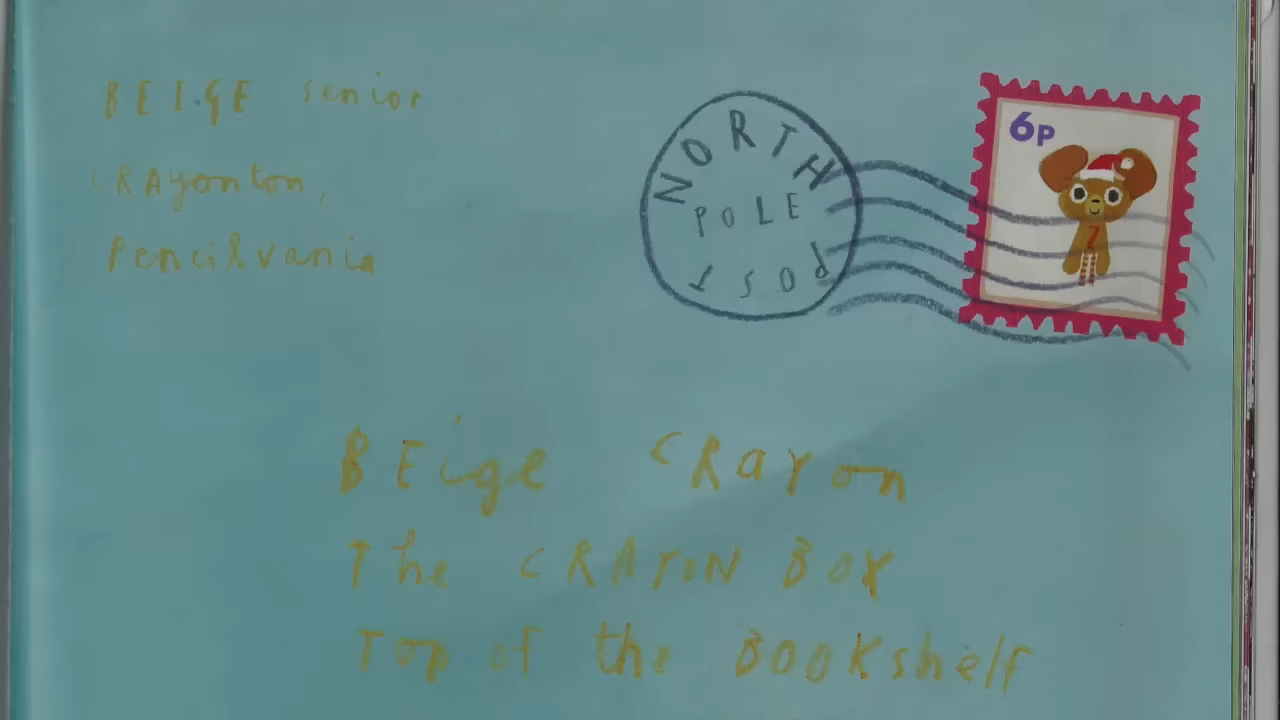 BEIGE senior
CRAyonton,
Pencilvania
NORTH
POLE
POST
6P
BEige CRayon
The CRAYON BOX
Top of the BOOKshelf